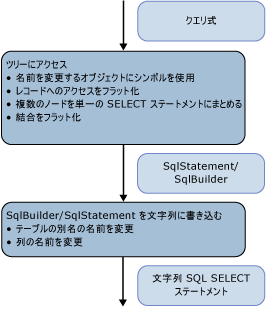 クエリ式
ツリーにアクセス
• 名前を変更するオブジェクトにシンボルを使用
• レコードへのアクセスをフラット化
• 複数のノードを単一の SELECT ステートメントにまとめる
• 結合をフラット化
SqlStatement/
SqlBuilder
SqlBuilder/SqlStatement を文字列に書き込む
• テーブルの別名の名前を変更
• 列の名前を変更
文字列 SQL SELECT
ステートメント